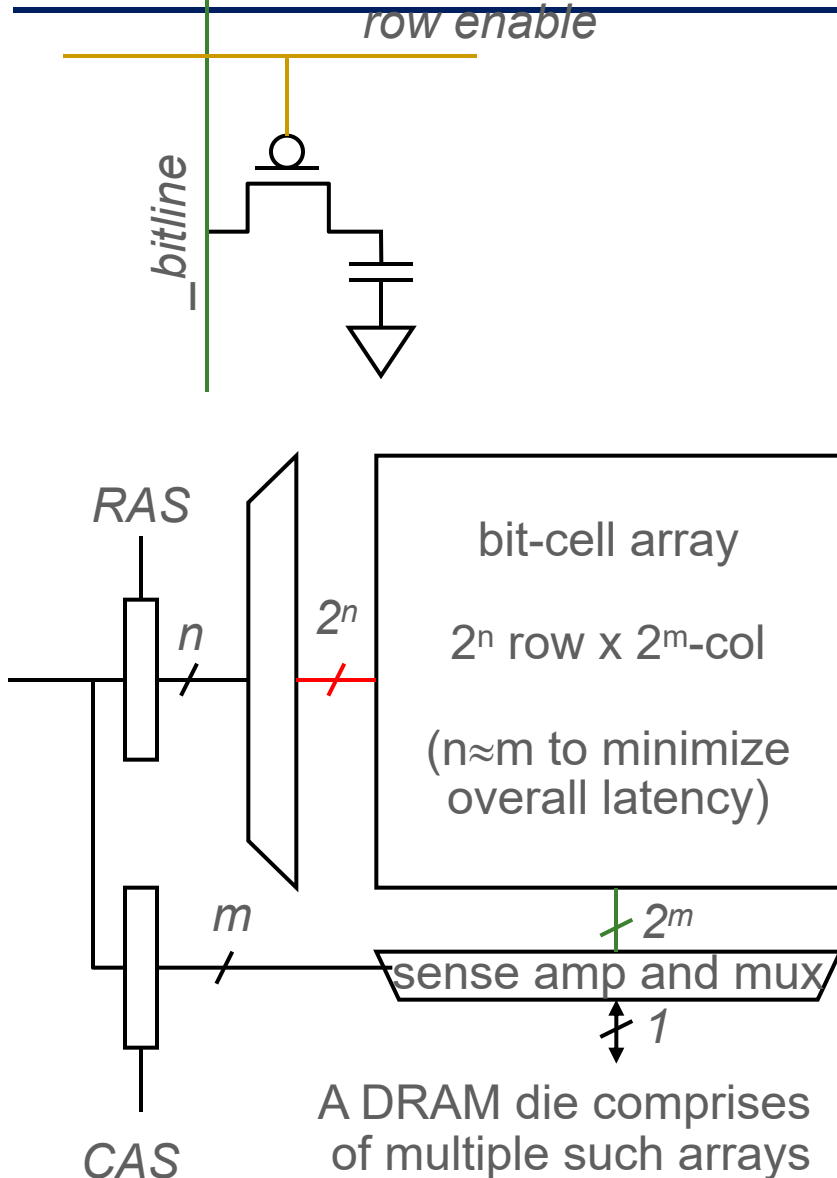 row enable
_bitline
RAS
n
2ⁿ
bit-cell array
2ⁿ row x 2ᵐ-col
(n≈m to minimize
overall latency)
m
2ᵐ
sense amp and mux
1
A DRAM die comprises
of multiple such arrays
CAS